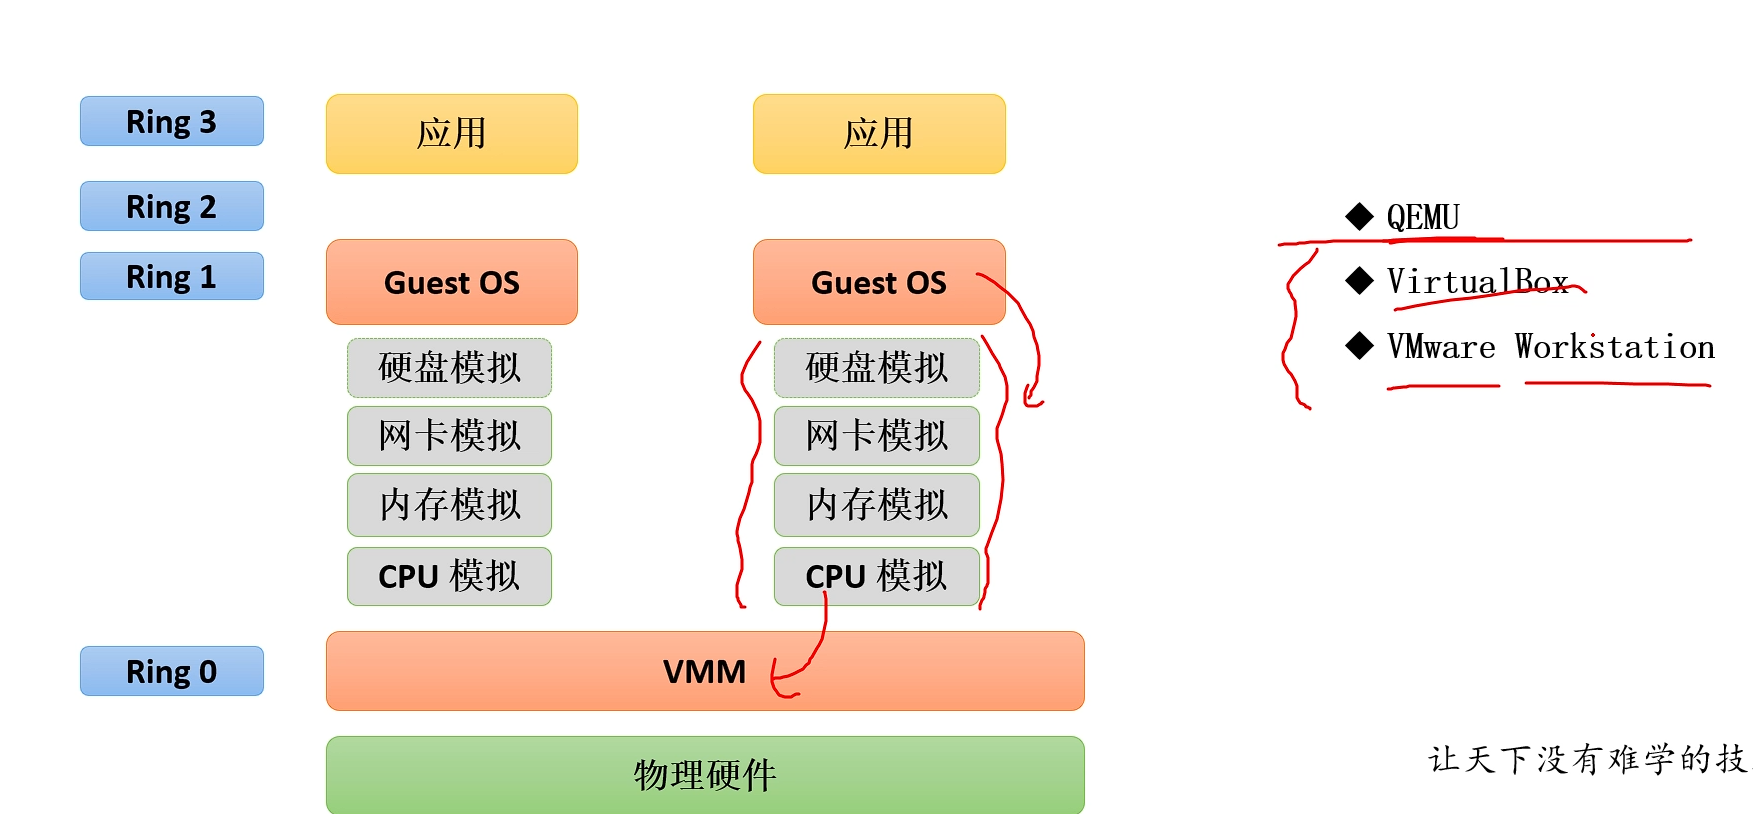 Ring 3
应用
应用
Ring 2
◆ QEMU
Ring 1
Guest OS
Guest OS
◆ VirtualBox
硬盘模拟
硬盘模拟
◆ VMware Workstation
网卡模拟
网卡模拟
内存模拟
内存模拟
CPU 模拟
CPU 模拟
Ring 0
VMM
物理硬件
让天下没有难学的技